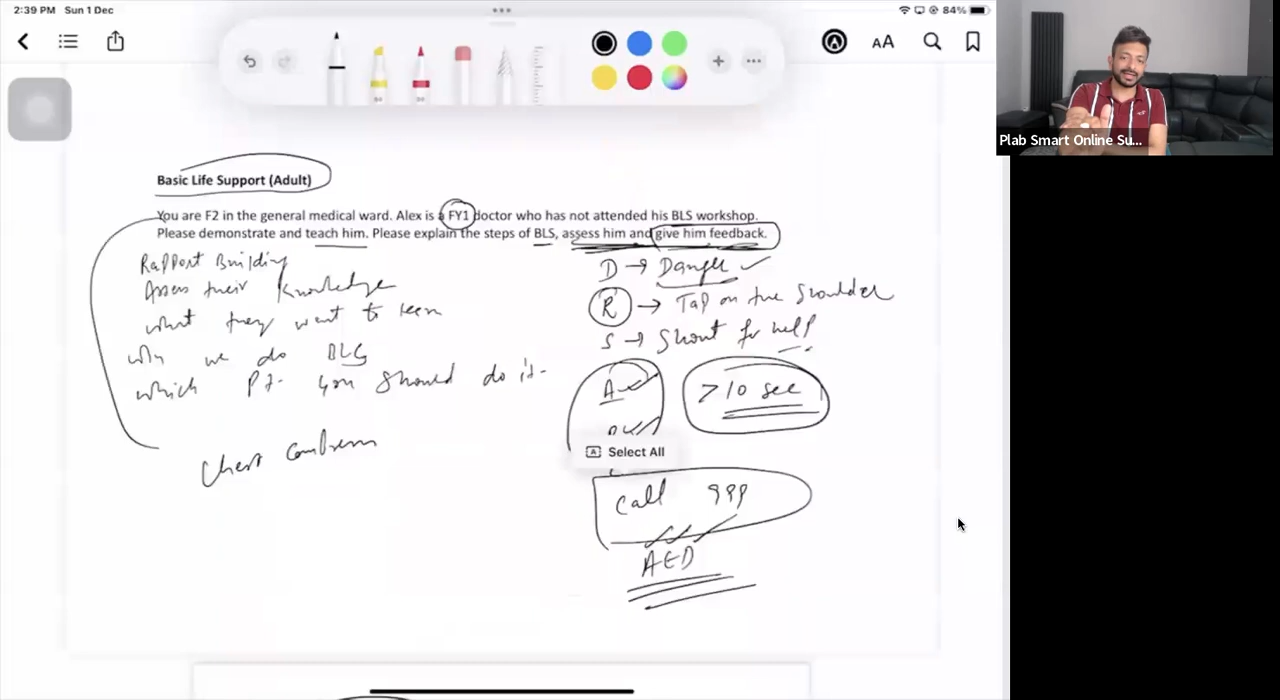 2:39 PM Sun 1 Dec
84%
AA
Plab Smart Online Su...
Basic Life Support (Adult)
You are F2 in the general medical ward. Alex is a FY1 doctor who has not attended his BLS workshop.
Please demonstrate and teach him. Please explain the steps of BLS, assess him and give him feedback.
Rapport Building
Assess their knowledge
what they want to learn
why we do BLS
which Pt. you should do it-
Chest
D → Danger ✓
R → Tap on the shoulder
S → Shout for help
A
> 10 sec
Select All
Call 999
AED